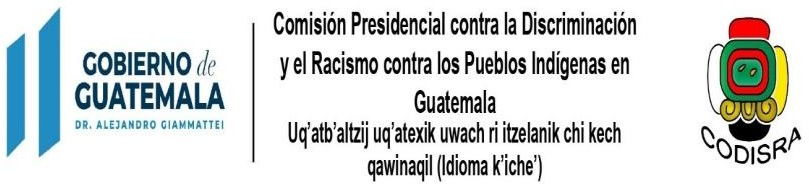 GOBIERNO de
GUATEMALA
DR. ALEJANDRO GIAMMATTEI
Comisión Presidencial contra la Discriminación
y el Racismo contra los Pueblos Indígenas en
Guatemala
Uq’atb’altzij uq’atexik uwach ri itzelanik chi kech
qawinaqil (Idioma k’iche’)
CODISRA